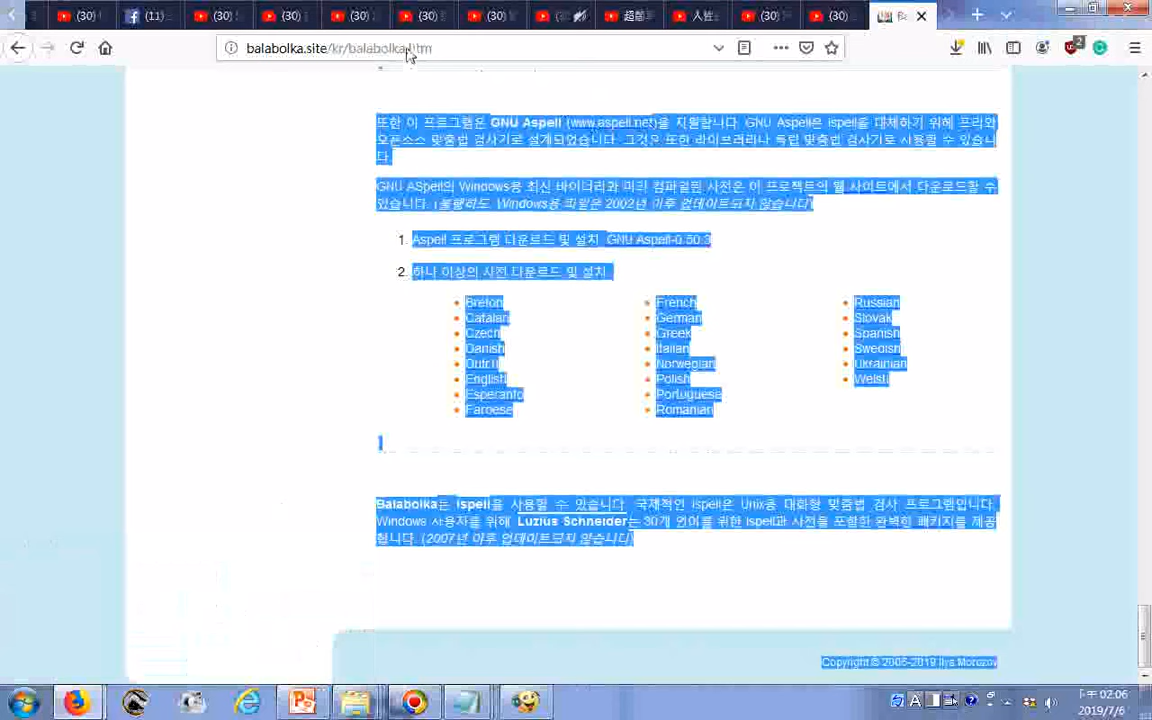 (30)
(11)
(30)
(30)
(30)
(30)
(30)
超
人
(30)
(30)
balabolka.site/kr/balabolka.htm
2
또한 이 프로그램은 GNU Aspell (www.aspell.net)을 지원합니다. GNU Aspell은 Ispell을 대체하기 위해 프리와
오픈소스 맞춤법 검사기로 설계되었습니다. 그것은 또한 라이브러리나 독립 맞춤법 검사기로 사용할 수 있습니
다.
GNU ASpell의 Windows용 최신 바이너리와 미리 컴파일된 사전은 이 프로젝트의 웹 사이트에서 다운로드할 수
있습니다. (불행히도, Windows용 파일은 2002년 이후 업데이트되지 않습니다)
1. Aspell 프로그램 다운로드 및 설치 GNU Aspell-0.50.3
2. 하나 이상의 사전 다운로드 및 설치
Breton
Catalan
Czech
Danish
Dutch
English
Esperanto
Faroese
French
German
Greek
Italian
Norwegian
Polish
Portuguese
Romanian
Russian
Slovak
Spanish
Swedish
Ukrainian
Welsh
Balabolka는 Ispell을 사용할 수 있습니다. 국제적인 Ispell은 Unix용 대화형 맞춤법 검사 프로그램입니다.
Windows 사용자를 위해 Luzius Schneider는 30개 언어를 위한 Ispell과 사전을 포함한 완벽한 패키지를 제공
합니다. (2007년 이후 업데이트되지 않습니다)
Copyright © 2006-2019 Ilya Morozov
下午 02:06
2019/7/6